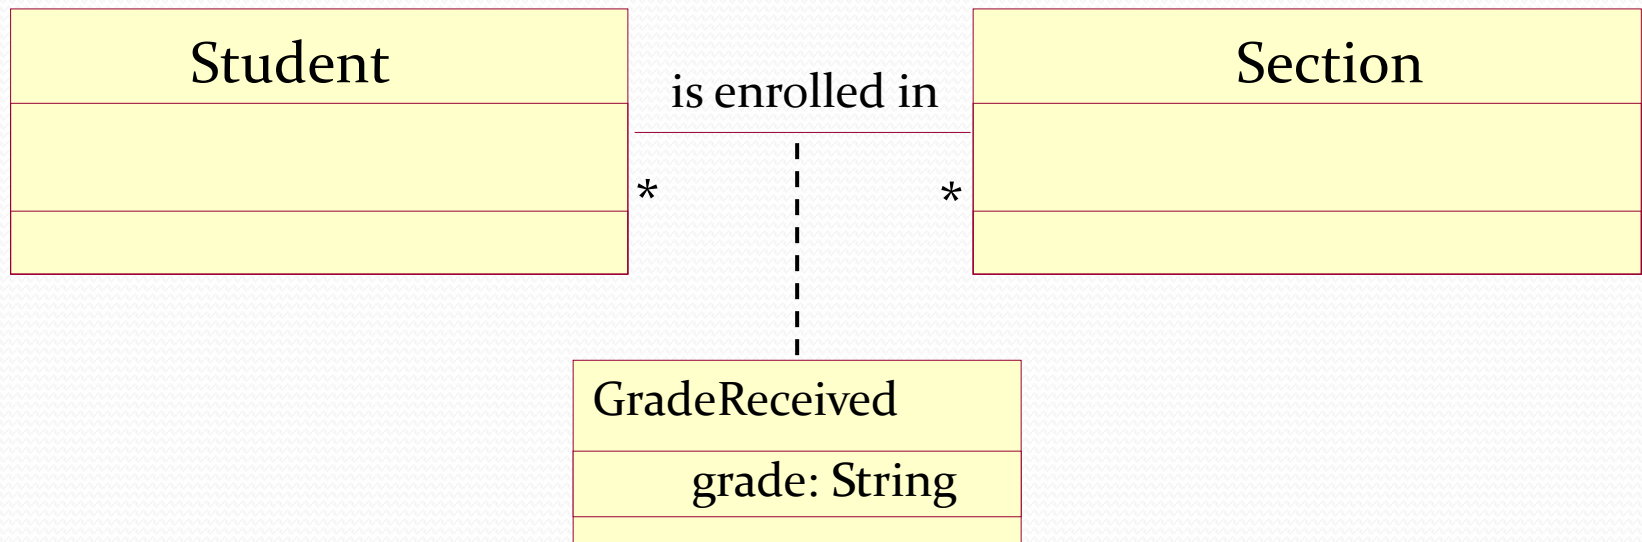 Student
Section
is enrolled in
*
*
GradeReceived
grade: String